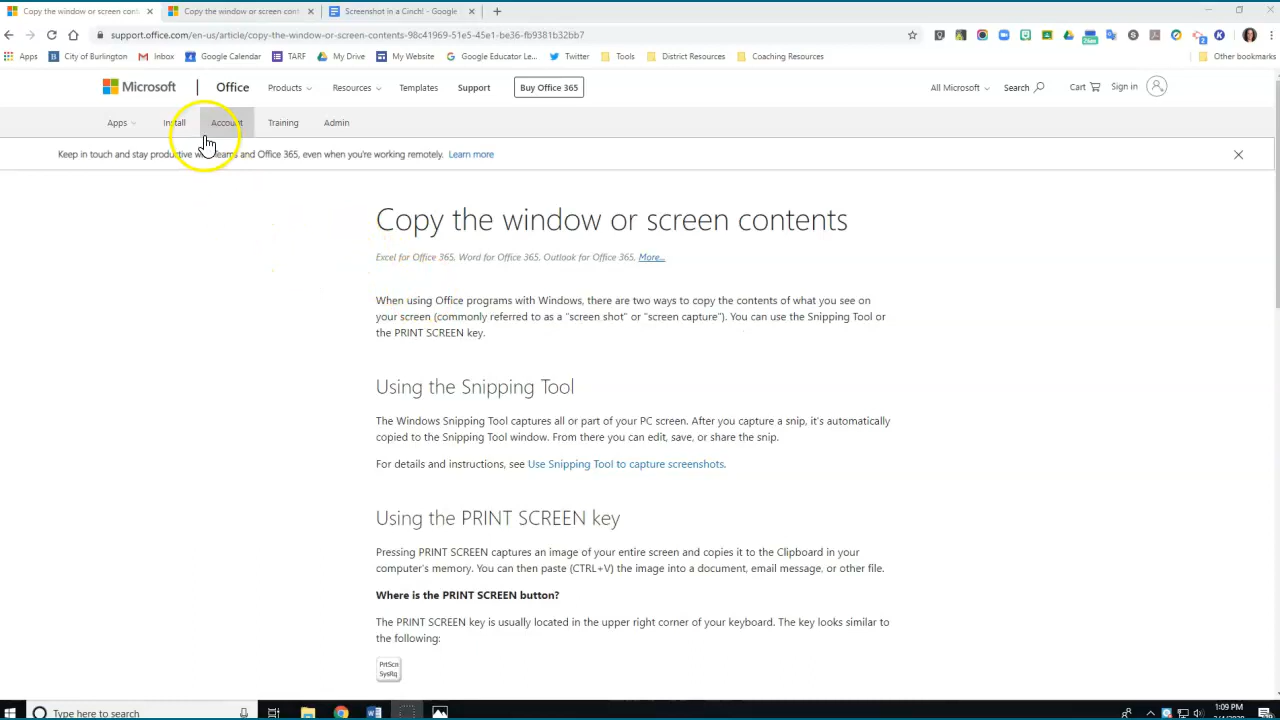 Copy the window or screen conten
Copy the window or screen conten
Screenshot in a Cinch! - Google
support.office.com/en-us/article/copy-the-window-or-screen-contents-98c41969-51e5-45e1-be36-fb9381b32bb7
Apps City of Burlington Inbox Google Calendar TARF My Drive My Website Google Educator Le... Twitter Tools District Resources Coaching Resources Other bookmarks
Microsoft Office Products Resources Templates Support Buy Office 365 All Microsoft Search Cart Sign in
Apps Install Account Training Admin
Keep in touch and stay productive with Teams and Office 365, even when you're working remotely. Learn more
Copy the window or screen contents
Excel for Office 365, Word for Office 365, Outlook for Office 365, More...
When using Office programs with Windows, there are two ways to copy the contents of what you see on
your screen (commonly referred to as a "screen shot" or "screen capture"). You can use the Snipping Tool or
the PRINT SCREEN key.
Using the Snipping Tool
The Windows Snipping Tool captures all or part of your PC screen. After you capture a snip, it's automatically
copied to the Snipping Tool window. From there you can edit, save, or share the snip.
For details and instructions, see Use Snipping Tool to capture screenshots.
Using the PRINT SCREEN key
Pressing PRINT SCREEN captures an image of your entire screen and copies it to the Clipboard in your
computer's memory. You can then paste (CTRL+V) the image into a document, email message, or other file.
Where is the PRINT SCREEN button?
The PRINT SCREEN key is usually located in the upper right corner of your keyboard. The key looks similar to
the following:
PrtScn
SysRq
Type here to search
1:09 PM